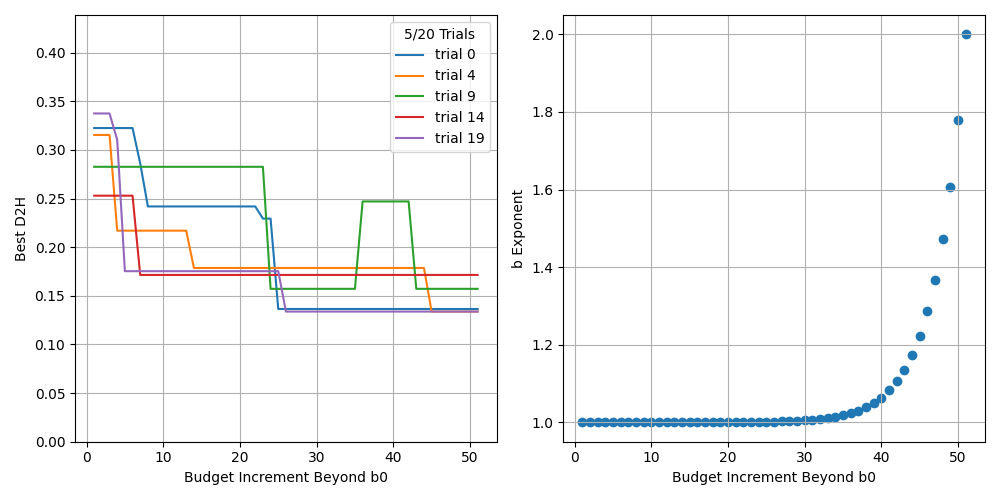 0.40
0.35
0.30
0.25
0.20
0.15
0.10
0.05
0.00
Best D2H
0 10 20 30 40 50
Budget Increment Beyond b0
5/20 Trials
trial 0
trial 4
trial 9
trial 14
trial 19
2.0
1.8
1.6
1.4
1.2
1.0
b Exponent
0 10 20 30 40 50
Budget Increment Beyond b0